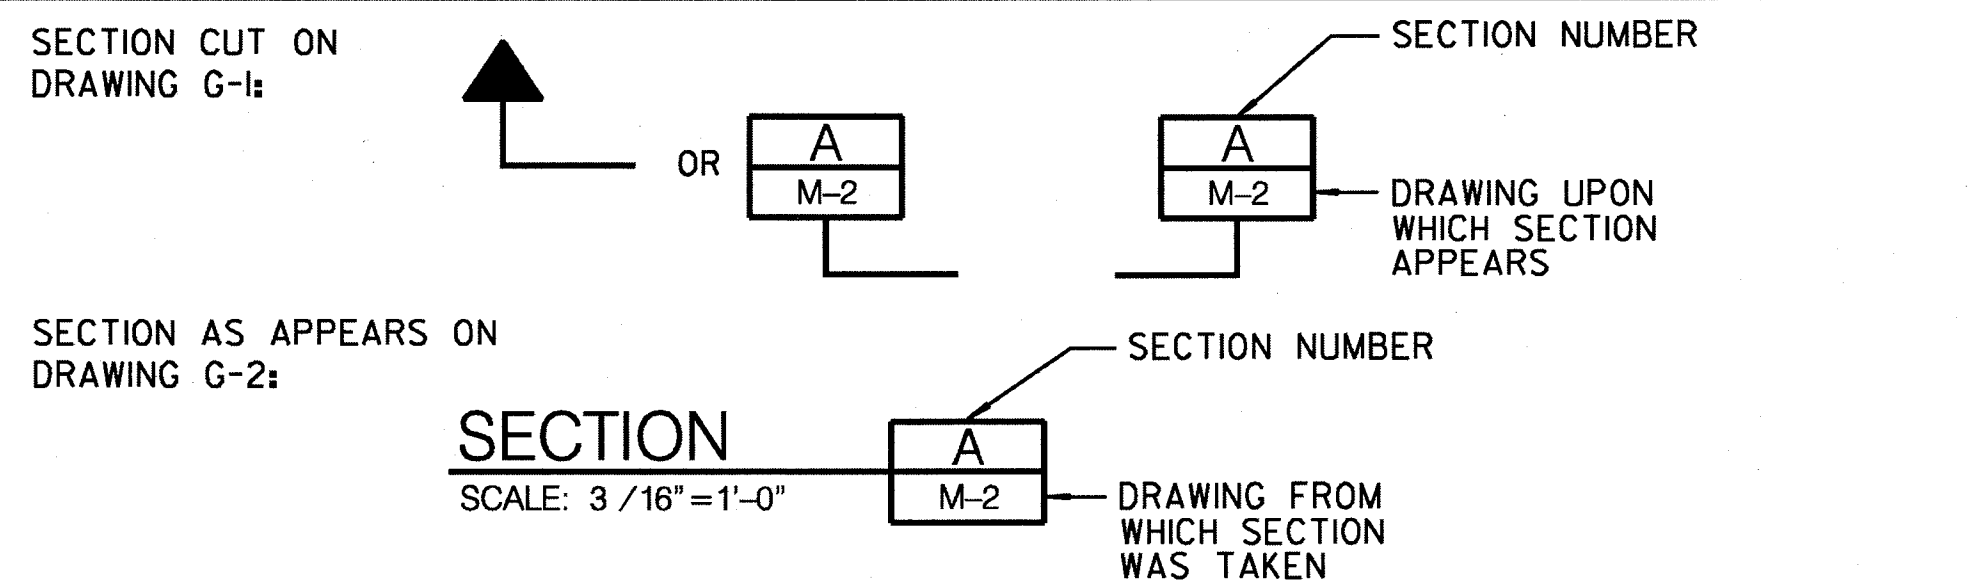 SECTION CUT ON
DRAWING G-1:
SECTION NUMBER
OR
A
M-2
A
M-2
DRAWING UPON
WHICH SECTION
APPEARS
SECTION AS APPEARS ON
DRAWING G-2:
SECTION NUMBER
SECTION
SCALE: 3 /16"=1'-0"
A
M-2
DRAWING FROM
WHICH SECTION
WAS TAKEN